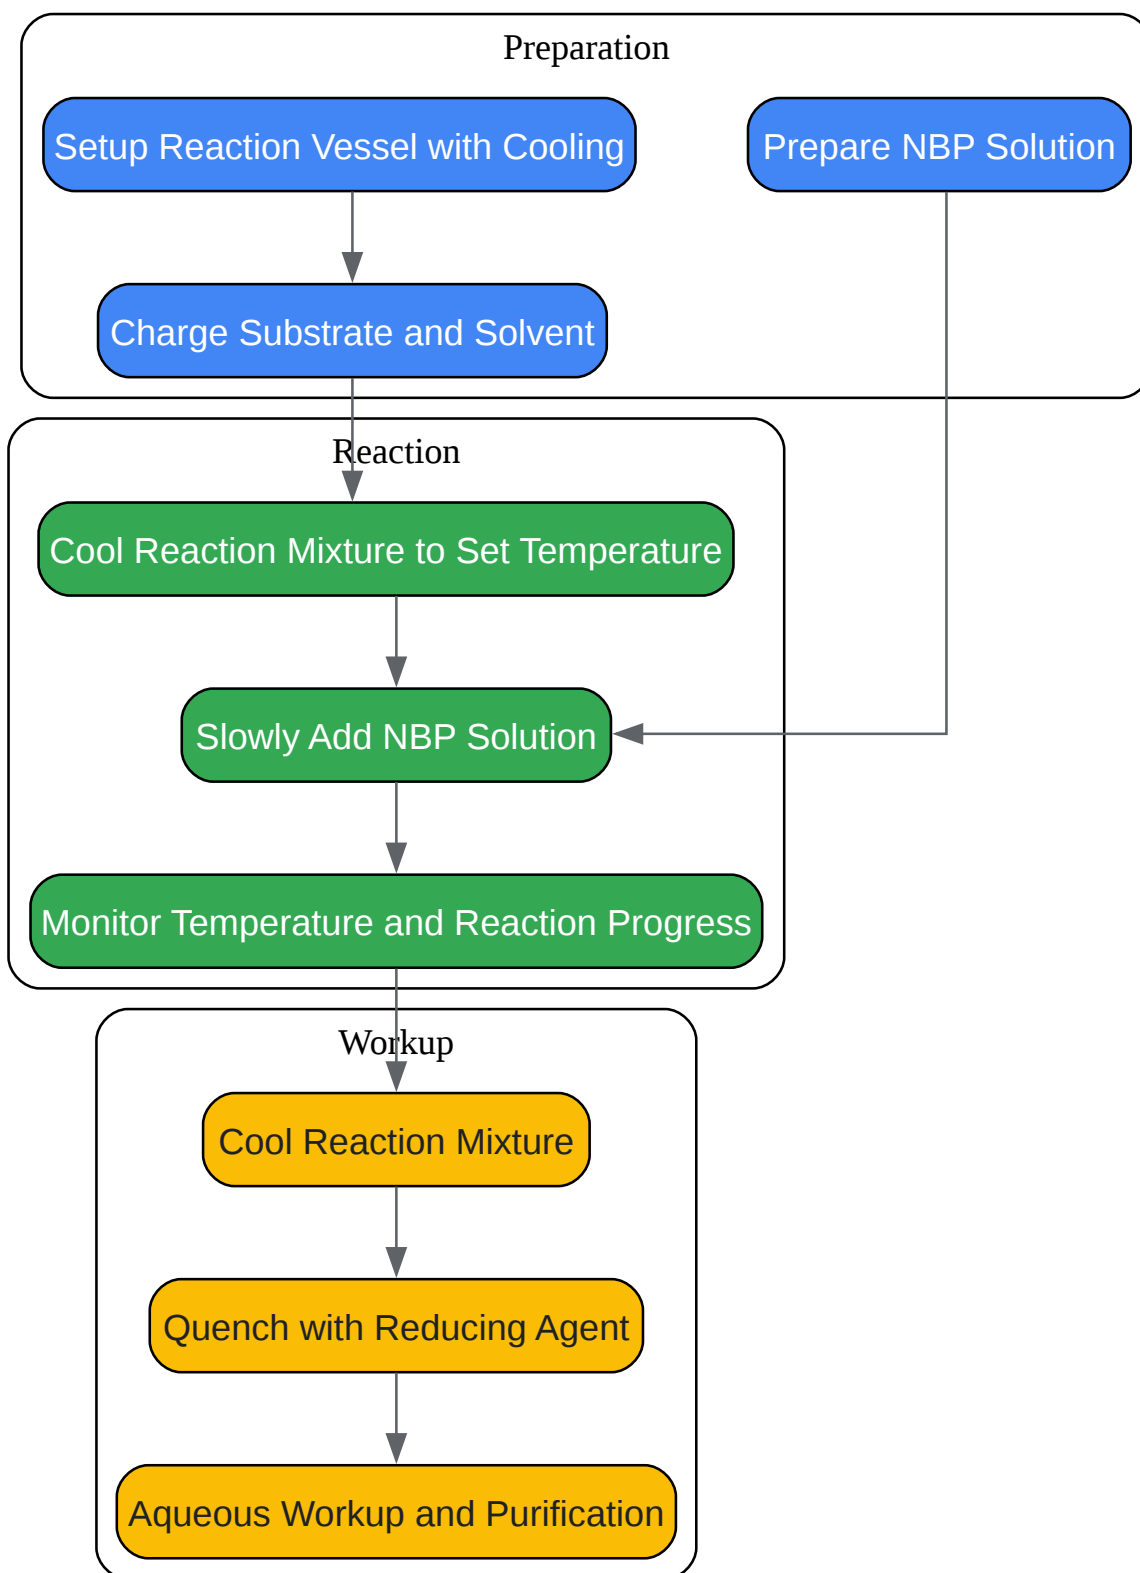 Preparation
Setup Reaction Vessel with Cooling
Prepare NBP Solution
Charge Substrate and Solvent
Reaction
Cool Reaction Mixture to Set Temperature
Slowly Add NBP Solution
Monitor Temperature and Reaction Progress
Workup
Cool Reaction Mixture
Quench with Reducing Agent
Aqueous Workup and Purification